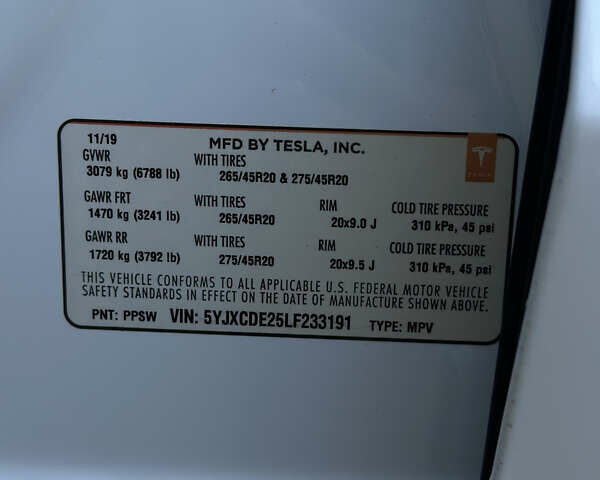 11/19 MFD BY TESLA, INC.
GVWR WITH TIRES
3079 kg (6788 lb) 265/45R20 & 275/45R20
GAWR FRT WITH TIRES RIM COLD TIRE PRESSURE
1470 kg (3241 lb) 265/45R20 20x9.0 J 310 kPa, 45 psi
GAWR RR WITH TIRES RIM COLD TIRE PRESSURE
1720 kg (3792 lb) 275/45R20 20x9.5 J 310 kPa, 45 psi
THIS VEHICLE CONFORMS TO ALL APPLICABLE U.S. FEDERAL MOTOR VEHICLE
SAFETY STANDARDS IN EFFECT ON THE DATE OF MANUFACTURE SHOWN ABOVE.
PNT: PPSW VIN: 5YJXCDE25LF233191 TYPE: MPV
TESLA